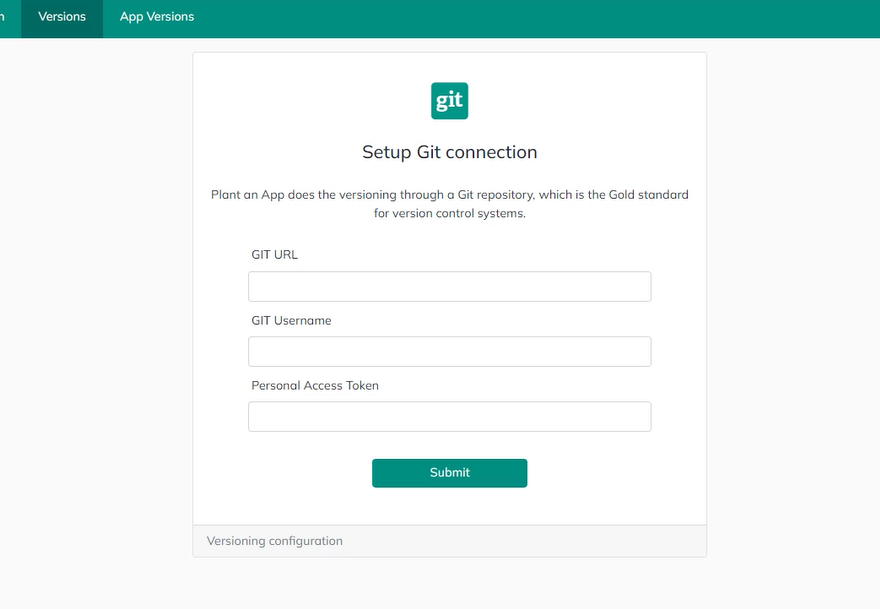 Versions App Versions
git
Setup Git connection
Plant an App does the versioning through a Git repository, which is the Gold standard
for version control systems.
GIT URL
GIT Username
Personal Access Token
Submit
Versioning configuration